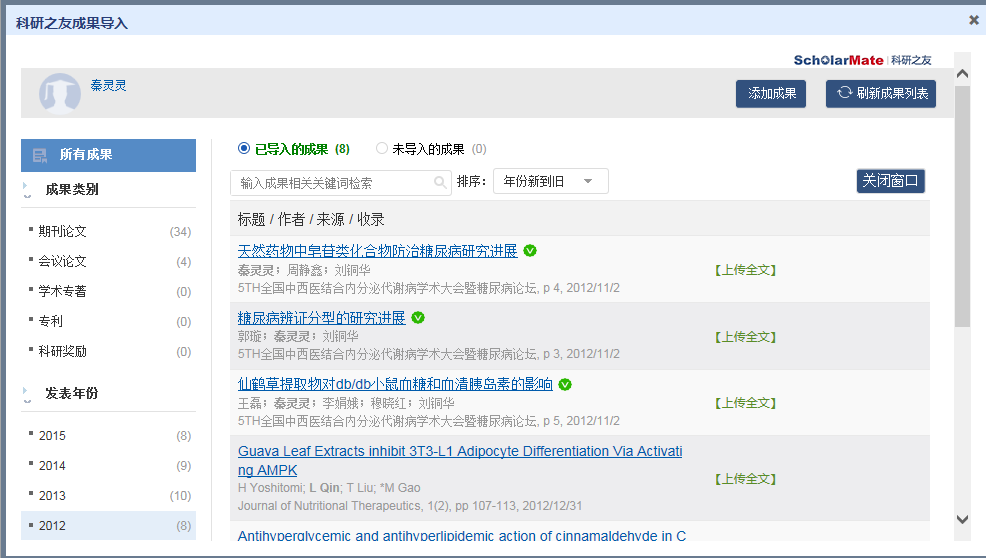 科研之友成果导入
SchólarMate 科研之友
秦灵灵
添加成果
刷新成果列表
所有成果
成果类别
期刊论文 (34)
会议论文 (4)
学术专著 (0)
专利 (0)
科研奖励 (0)
发表年份
2015 (8)
2014 (9)
2013 (10)
2012 (8)
已导入的成果 (8) 未导入的成果 (0)
输入成果相关关键词检索 排序: 年份新到旧
关闭窗口
标题 / 作者 / 来源 / 收录
天然药物中皂苷类化合物防治糖尿病研究进展
秦灵灵; 周静鑫; 刘铜华
5TH全国中西医结合内分泌代谢病学术大会暨糖尿病论坛, p 4, 2012/11/2
【上传全文】
糖尿病辨证分型的研究进展
郭璇; 秦灵灵; 刘铜华
5TH全国中西医结合内分泌代谢病学术大会暨糖尿病论坛, p 3, 2012/11/2
【上传全文】
仙鹤草提取物对db/db小鼠血糖和血清胰岛素的影响
王磊; 秦灵灵; 李娟娥; 穆晓红; 刘铜华
5TH全国中西医结合内分泌代谢病学术大会暨糖尿病论坛, p 5, 2012/11/2
【上传全文】
Guava Leaf Extracts inhibit 3T3-L1 Adipocyte Differentiation Via Activati
ng AMPK
H Yoshitomi; L Qin; T Liu; *M Gao
Journal of Nutritional Therapeutics, 1(2), pp 107-113, 2012/12/31
【上传全文】
Antihyperglycemic and antihyperlipidemic action of cinnamaldehyde in C